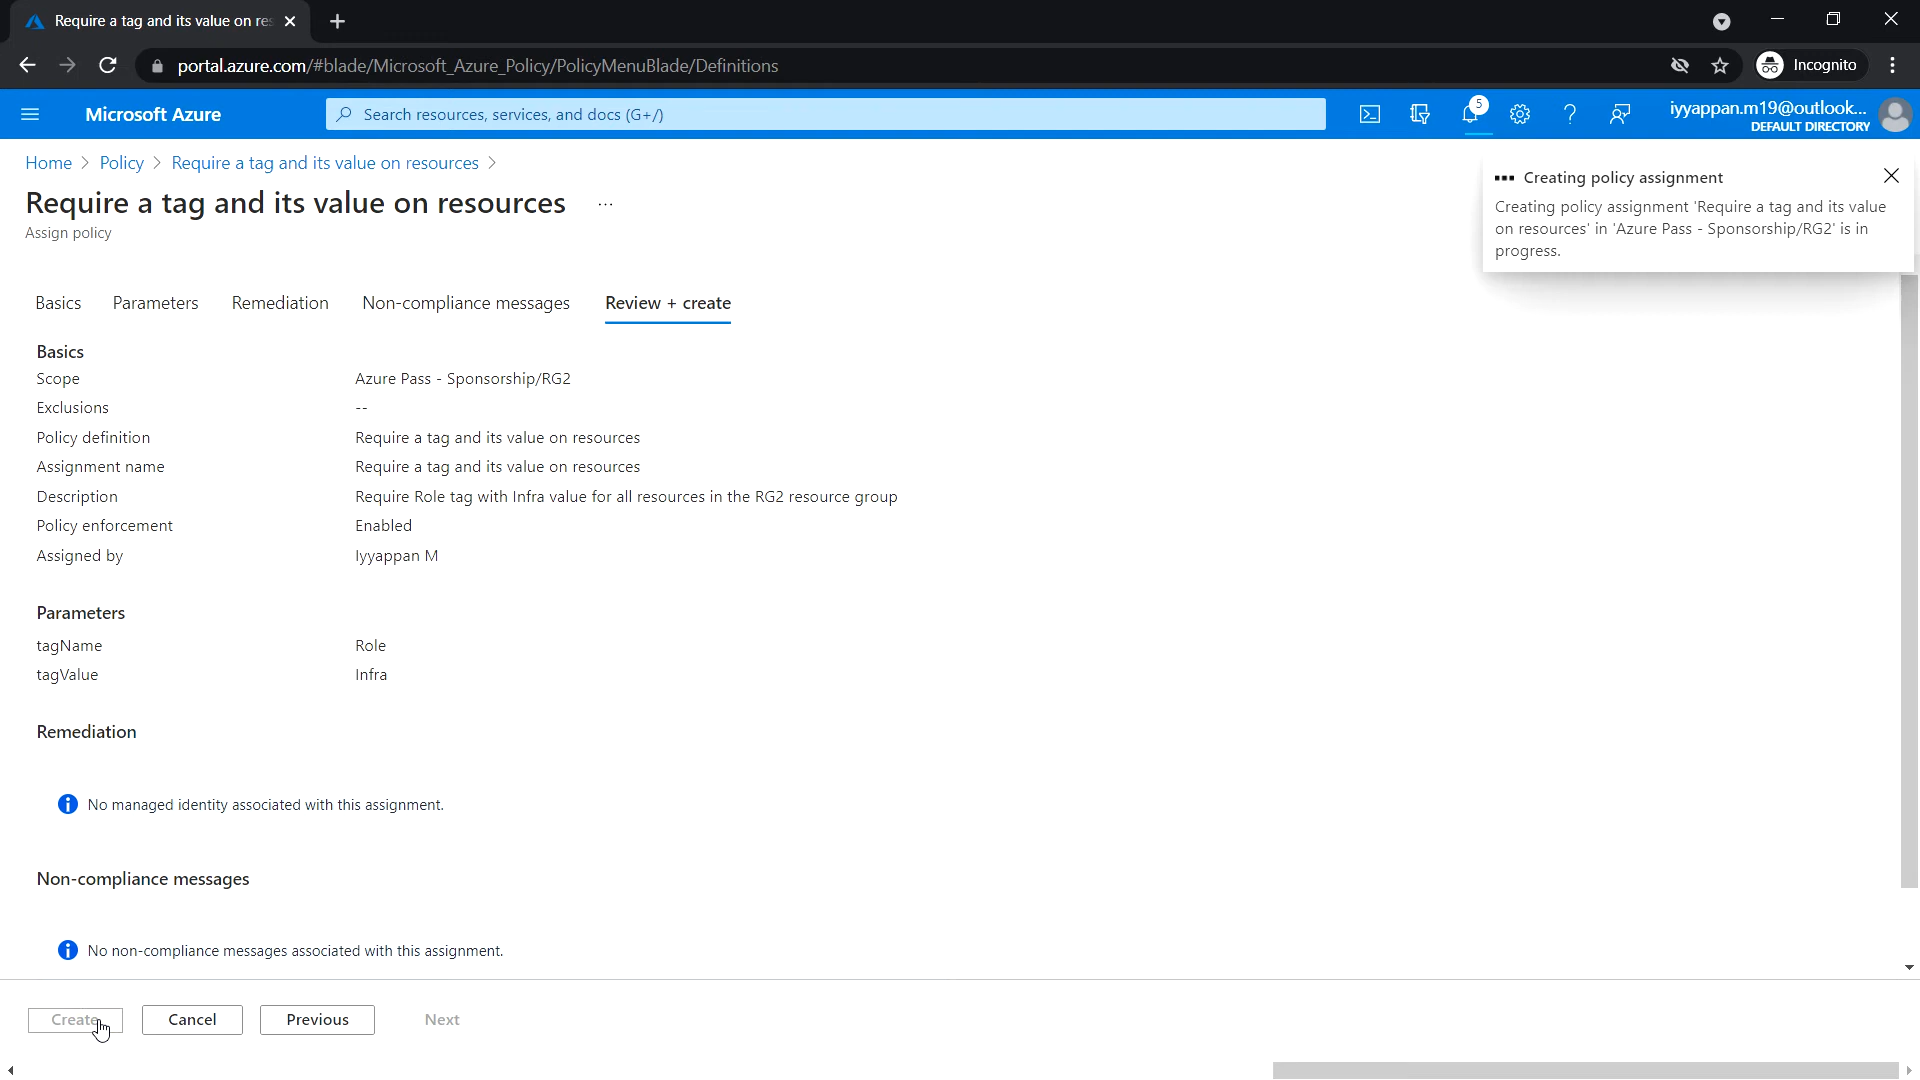 Require a tag and its value on res
portal.azure.com/#blade/Microsoft_Azure_Policy/PolicyMenuBlade/Definitions
Incognito
Microsoft Azure
Search resources, services, and docs (G+/)
5
iyyappan.m19@outlook...
DEFAULT DIRECTORY
Home > Policy > Require a tag and its value on resources >
Require a tag and its value on resources ...
Assign policy
Creating policy assignment
Creating policy assignment 'Require a tag and its value
on resources' in 'Azure Pass - Sponsorship/RG2' is in
progress.
Basics Parameters Remediation Non-compliance messages Review + create
Basics
Scope Azure Pass - Sponsorship/RG2
Exclusions --
Policy definition Require a tag and its value on resources
Assignment name Require a tag and its value on resources
Description Require Role tag with Infra value for all resources in the RG2 resource group
Policy enforcement Enabled
Assigned by Iyyappan M
Parameters
tagName Role
tagValue Infra
Remediation
No managed identity associated with this assignment.
Non-compliance messages
No non-compliance messages associated with this assignment.
Create Cancel Previous Next